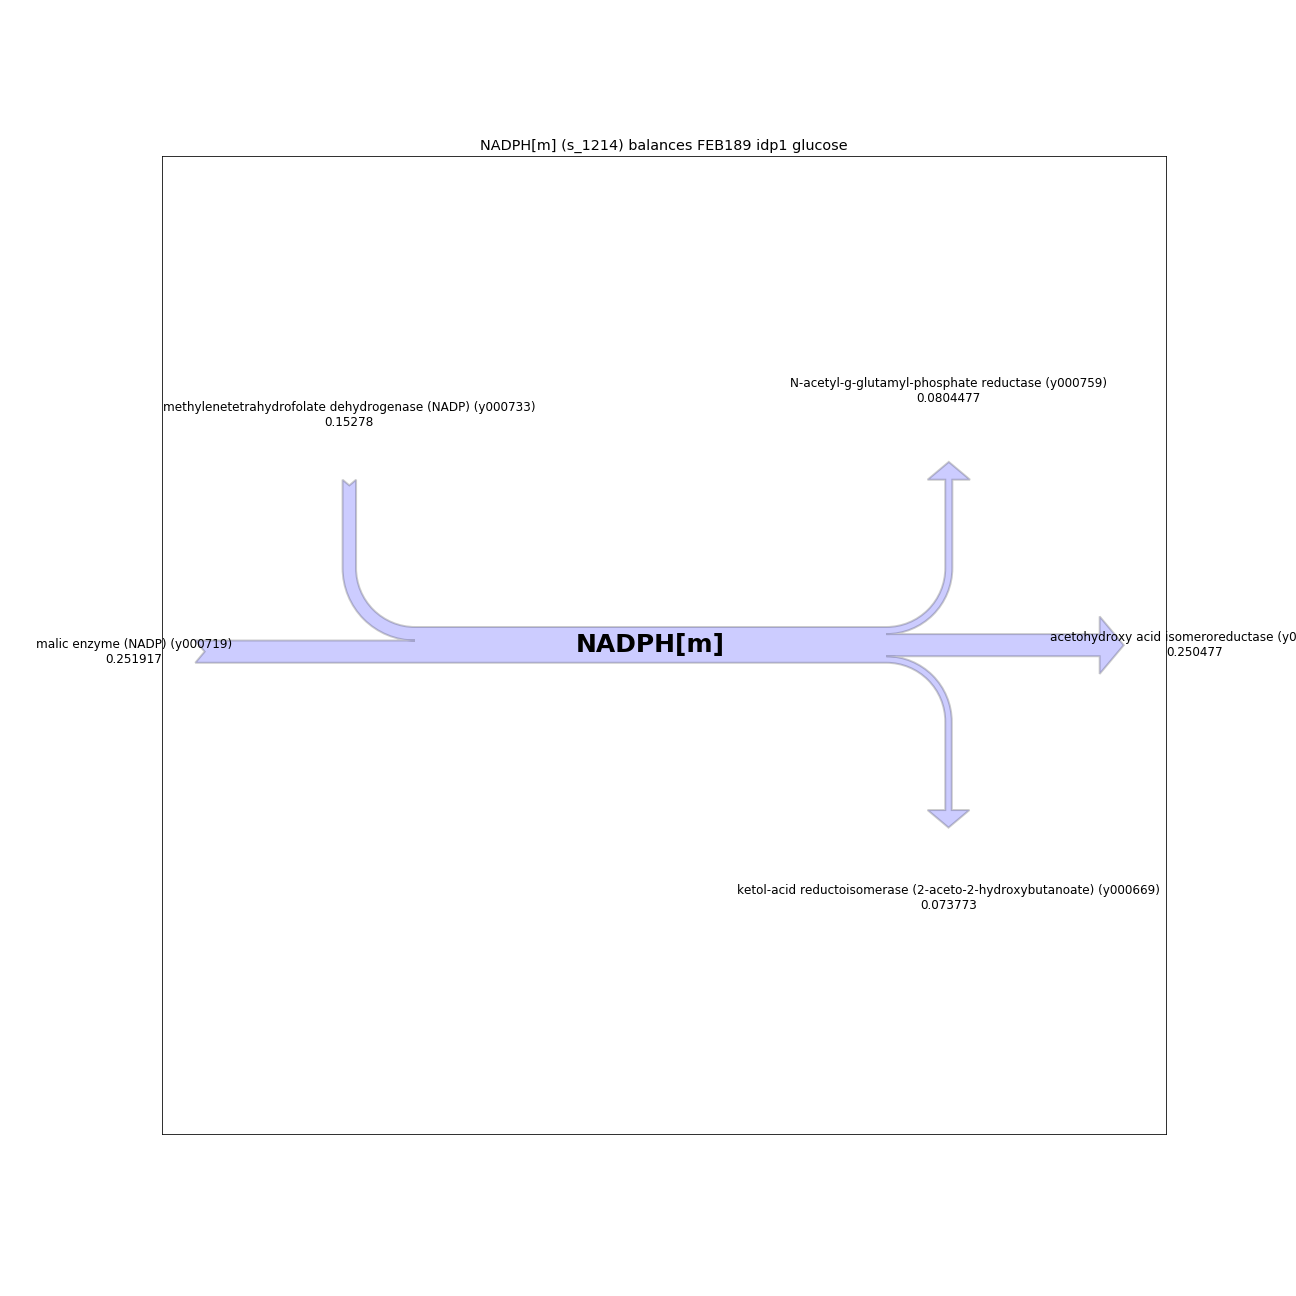 NADPH[m] (s_1214) balances FEB189 idp1 glucose
N-acetyl-g-glutamyl-phosphate reductase (y000759)
0.0804477
methylenetetrahydrofolate dehydrogenase (NADP) (y000733)
0.15278
malic enzyme (NADP) (y000719)
0.251917
NADPH[m]
acetohydroxy acid isomeroreductase (y0
0.250477
ketol-acid reductoisomerase (2-aceto-2-hydroxybutanoate) (y000669)
0.073773